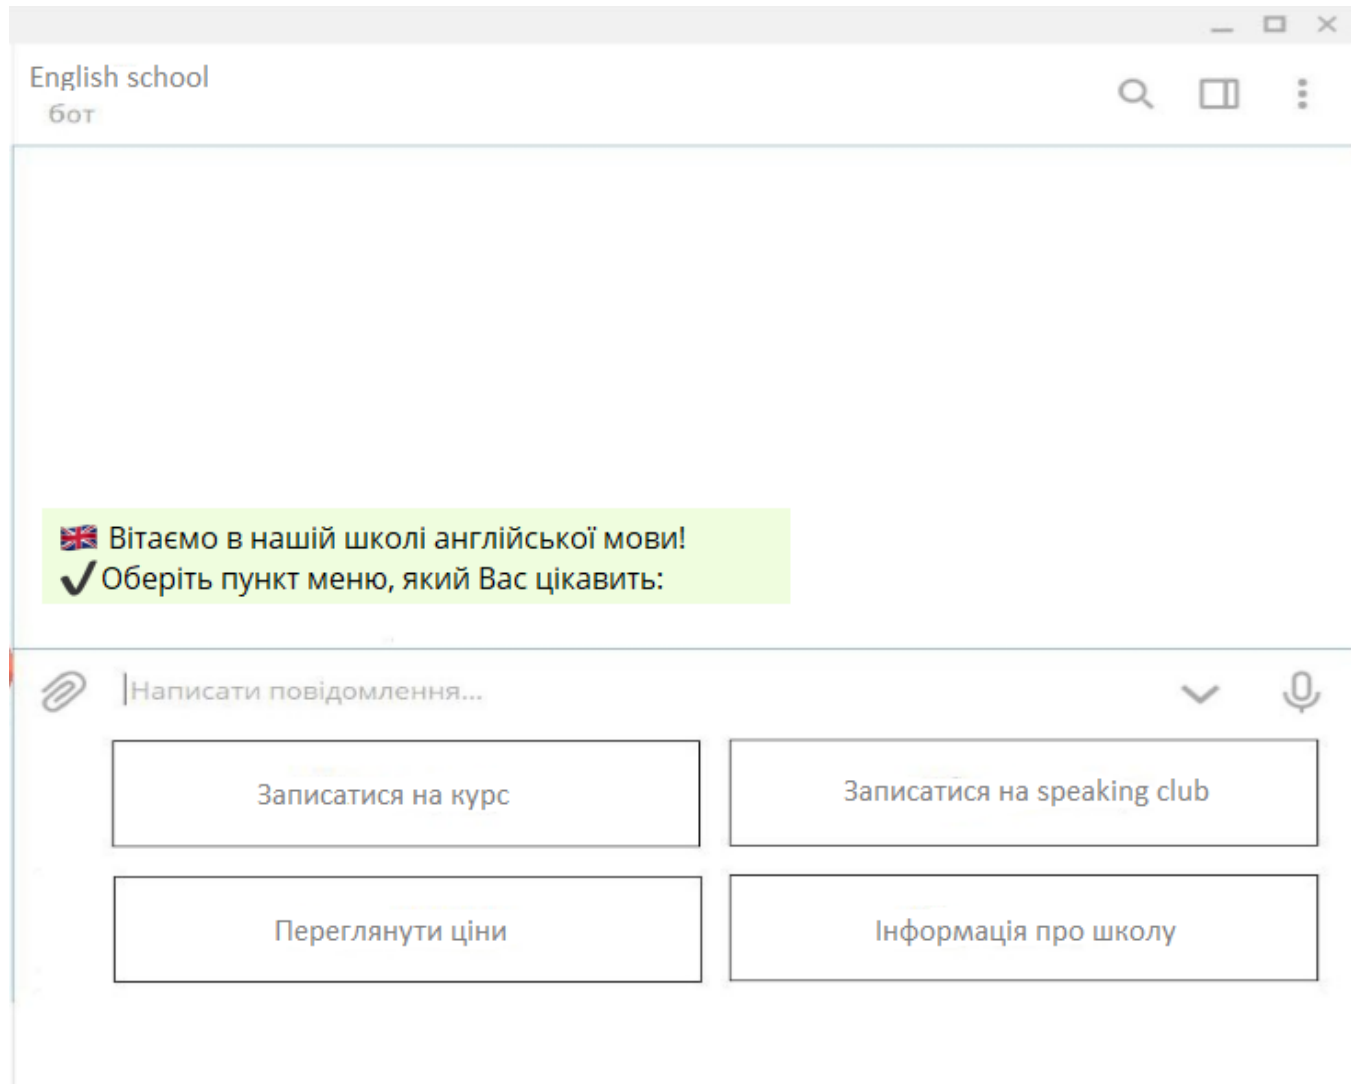 English school
бот
🇬🇧 Вітаємо в нашій школі англійської мови!
✔Оберіть пункт меню, який Вас цікавить:
Написати повідомлення...
Записатися на курс
Записатися на speaking club
Переглянути ціни
Інформація про школу